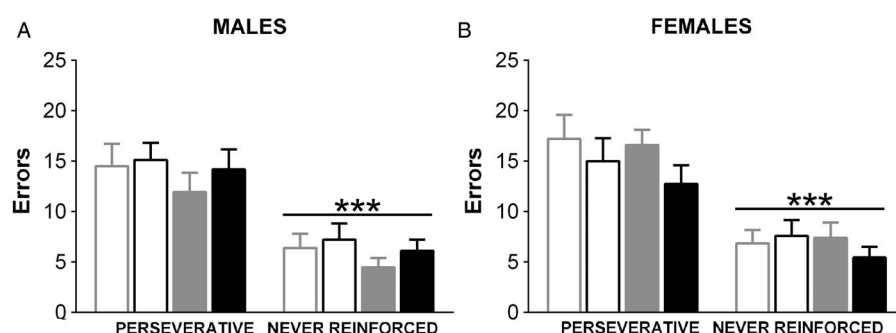 A MALES
25
20
15
10
5
0
Errors
***
PERSEVERATIVE NEVER REINFORCED
B FEMALES
25
20
15
10
5
0
Errors
***
PERSEVERATIVE NEVER REINFORCED